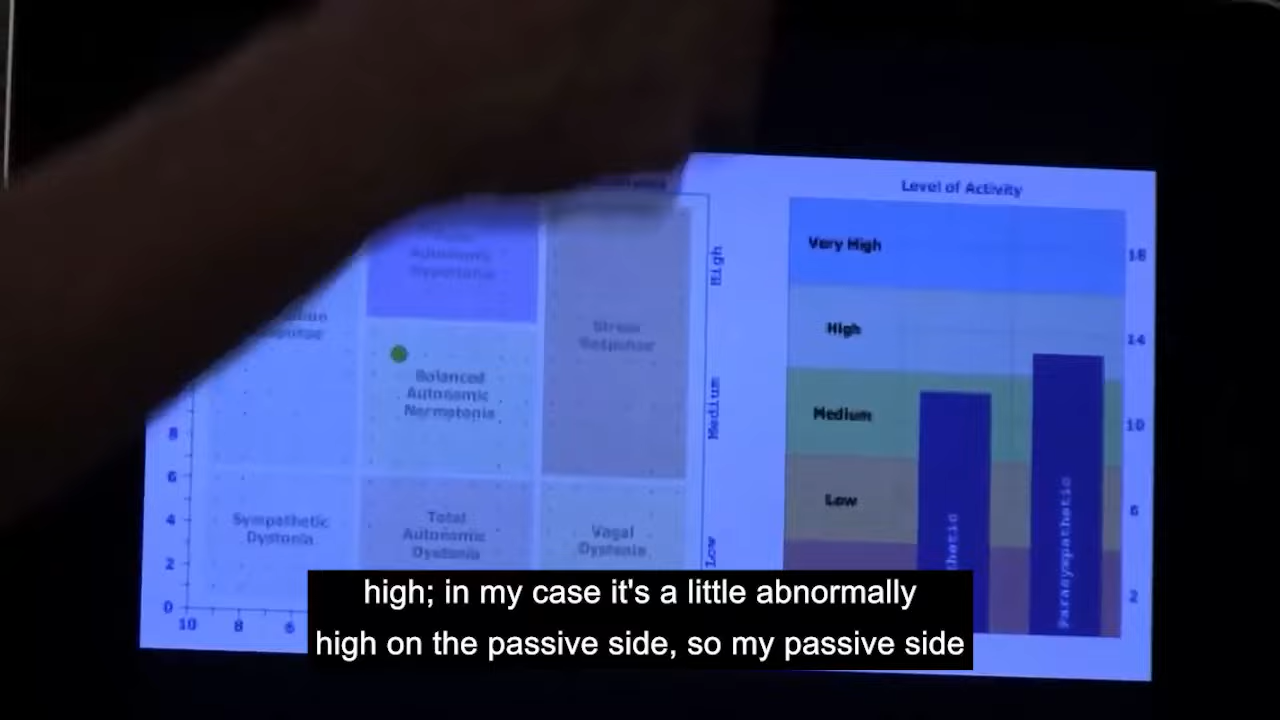 Level of Activity
Very High
18
High
14
Medium
10
Low
6
2
Parasympathetic
High
Medium
Low
Stress
Response
Balanced
Autonomic
Normotonia
Sympathetic
Dystonia
Total
Autonomic
Dystonia
Vagal
Dystonia
8
6
4
2
0
10
8
6
high; in my case it's a little abnormally
high on the passive side, so my passive side